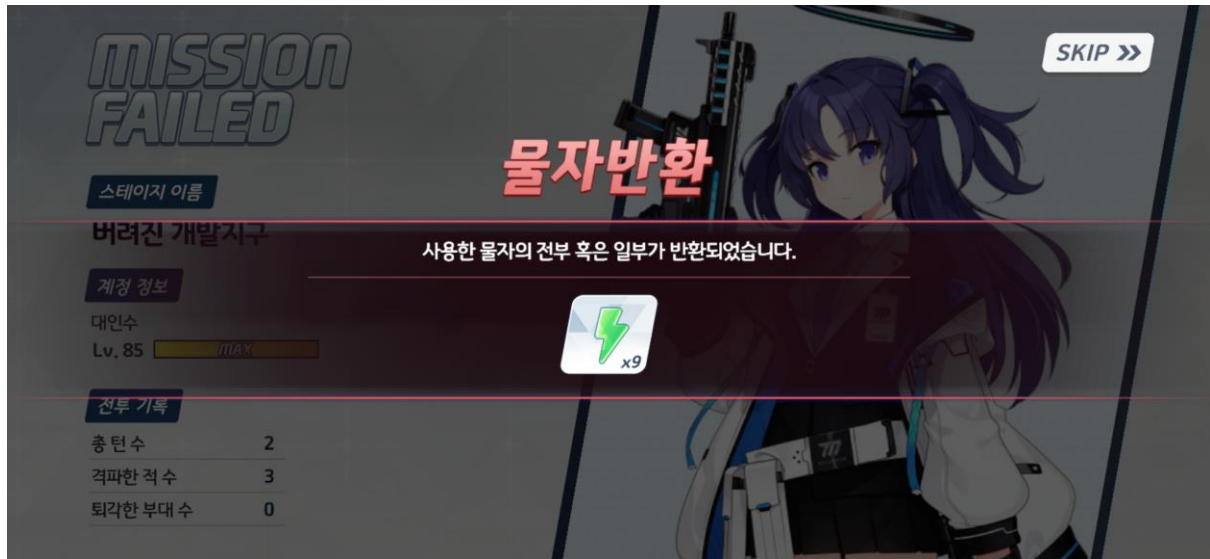 MISSION
FAILED
SKIP
물자반환
스테이지 이름
버려진 개발지구
사용한 물자의 전부 혹은 일부가 반환되었습니다.
계정 정보
대인수
Lv. 85 MAX
x9
전투 기록
총 턴 수 2
격파한 적 수 3
퇴각한 부대 수 0